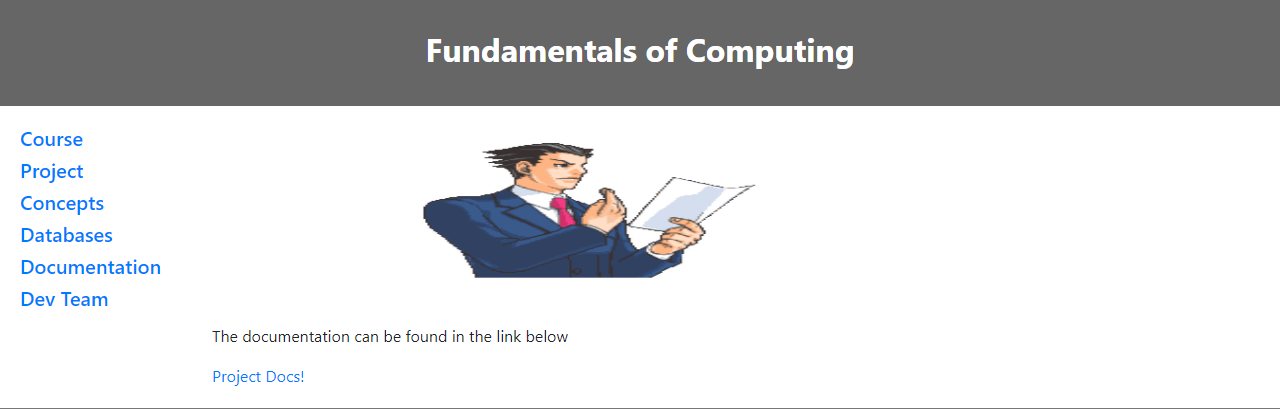 Fundamentals of Computing
Course
Project
Concepts
Databases
Documentation
Dev Team
The documentation can be found in the link below
Project Docs!